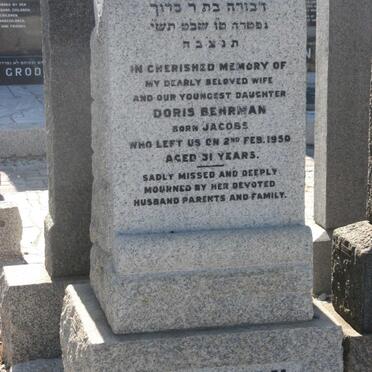 דבורה בת ר ברוך
נפטרה טו שבט תשי
ת נ צ ב ה
IN CHERISHED MEMORY OF
MY DEARLY BELOVED WIFE
AND OUR YOUNGEST DAUGHTER
DORIS BEHRMAN
BORN JACOBS
WHO LEFT US ON 2ND FEB. 1950
AGED 31 YEARS.
SADLY MISSED AND DEEPLY
MOURNED BY HER DEVOTED
HUSBAND PARENTS AND FAMILY.
GROD